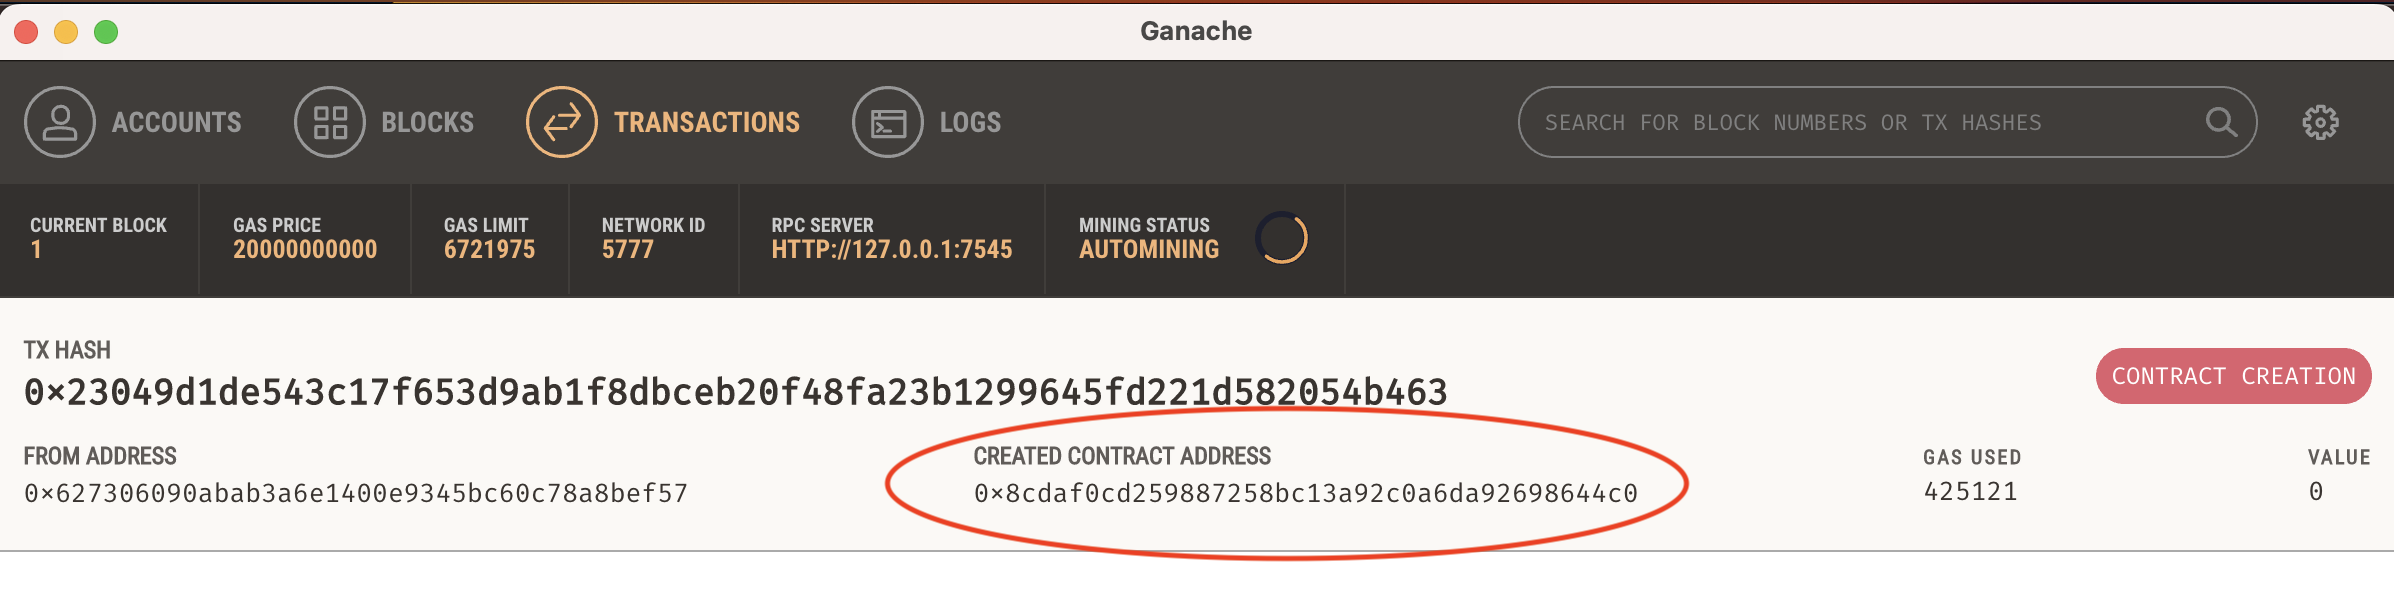 Ganache
ACCOUNTS BLOCKS TRANSACTIONS LOGS SEARCH FOR BLOCK NUMBERS OR TX HASHES
CURRENT BLOCK GAS PRICE GAS LIMIT NETWORK ID RPC SERVER MINING STATUS
1 20000000000 6721975 5777 HTTP://127.0.0.1:7545 AUTOMINING
TX HASH
0×23049d1de543c17f653d9ab1f8dbceb20f48fa23b1299645fd221d582054b463
CONTRACT CREATION
FROM ADDRESS CREATED CONTRACT ADDRESS GAS USED VALUE
0×627306090abab3a6e1400e9345bc60c78a8bef57 0×8cdaf0cd259887258bc13a92c0a6da92698644c0 425121 0